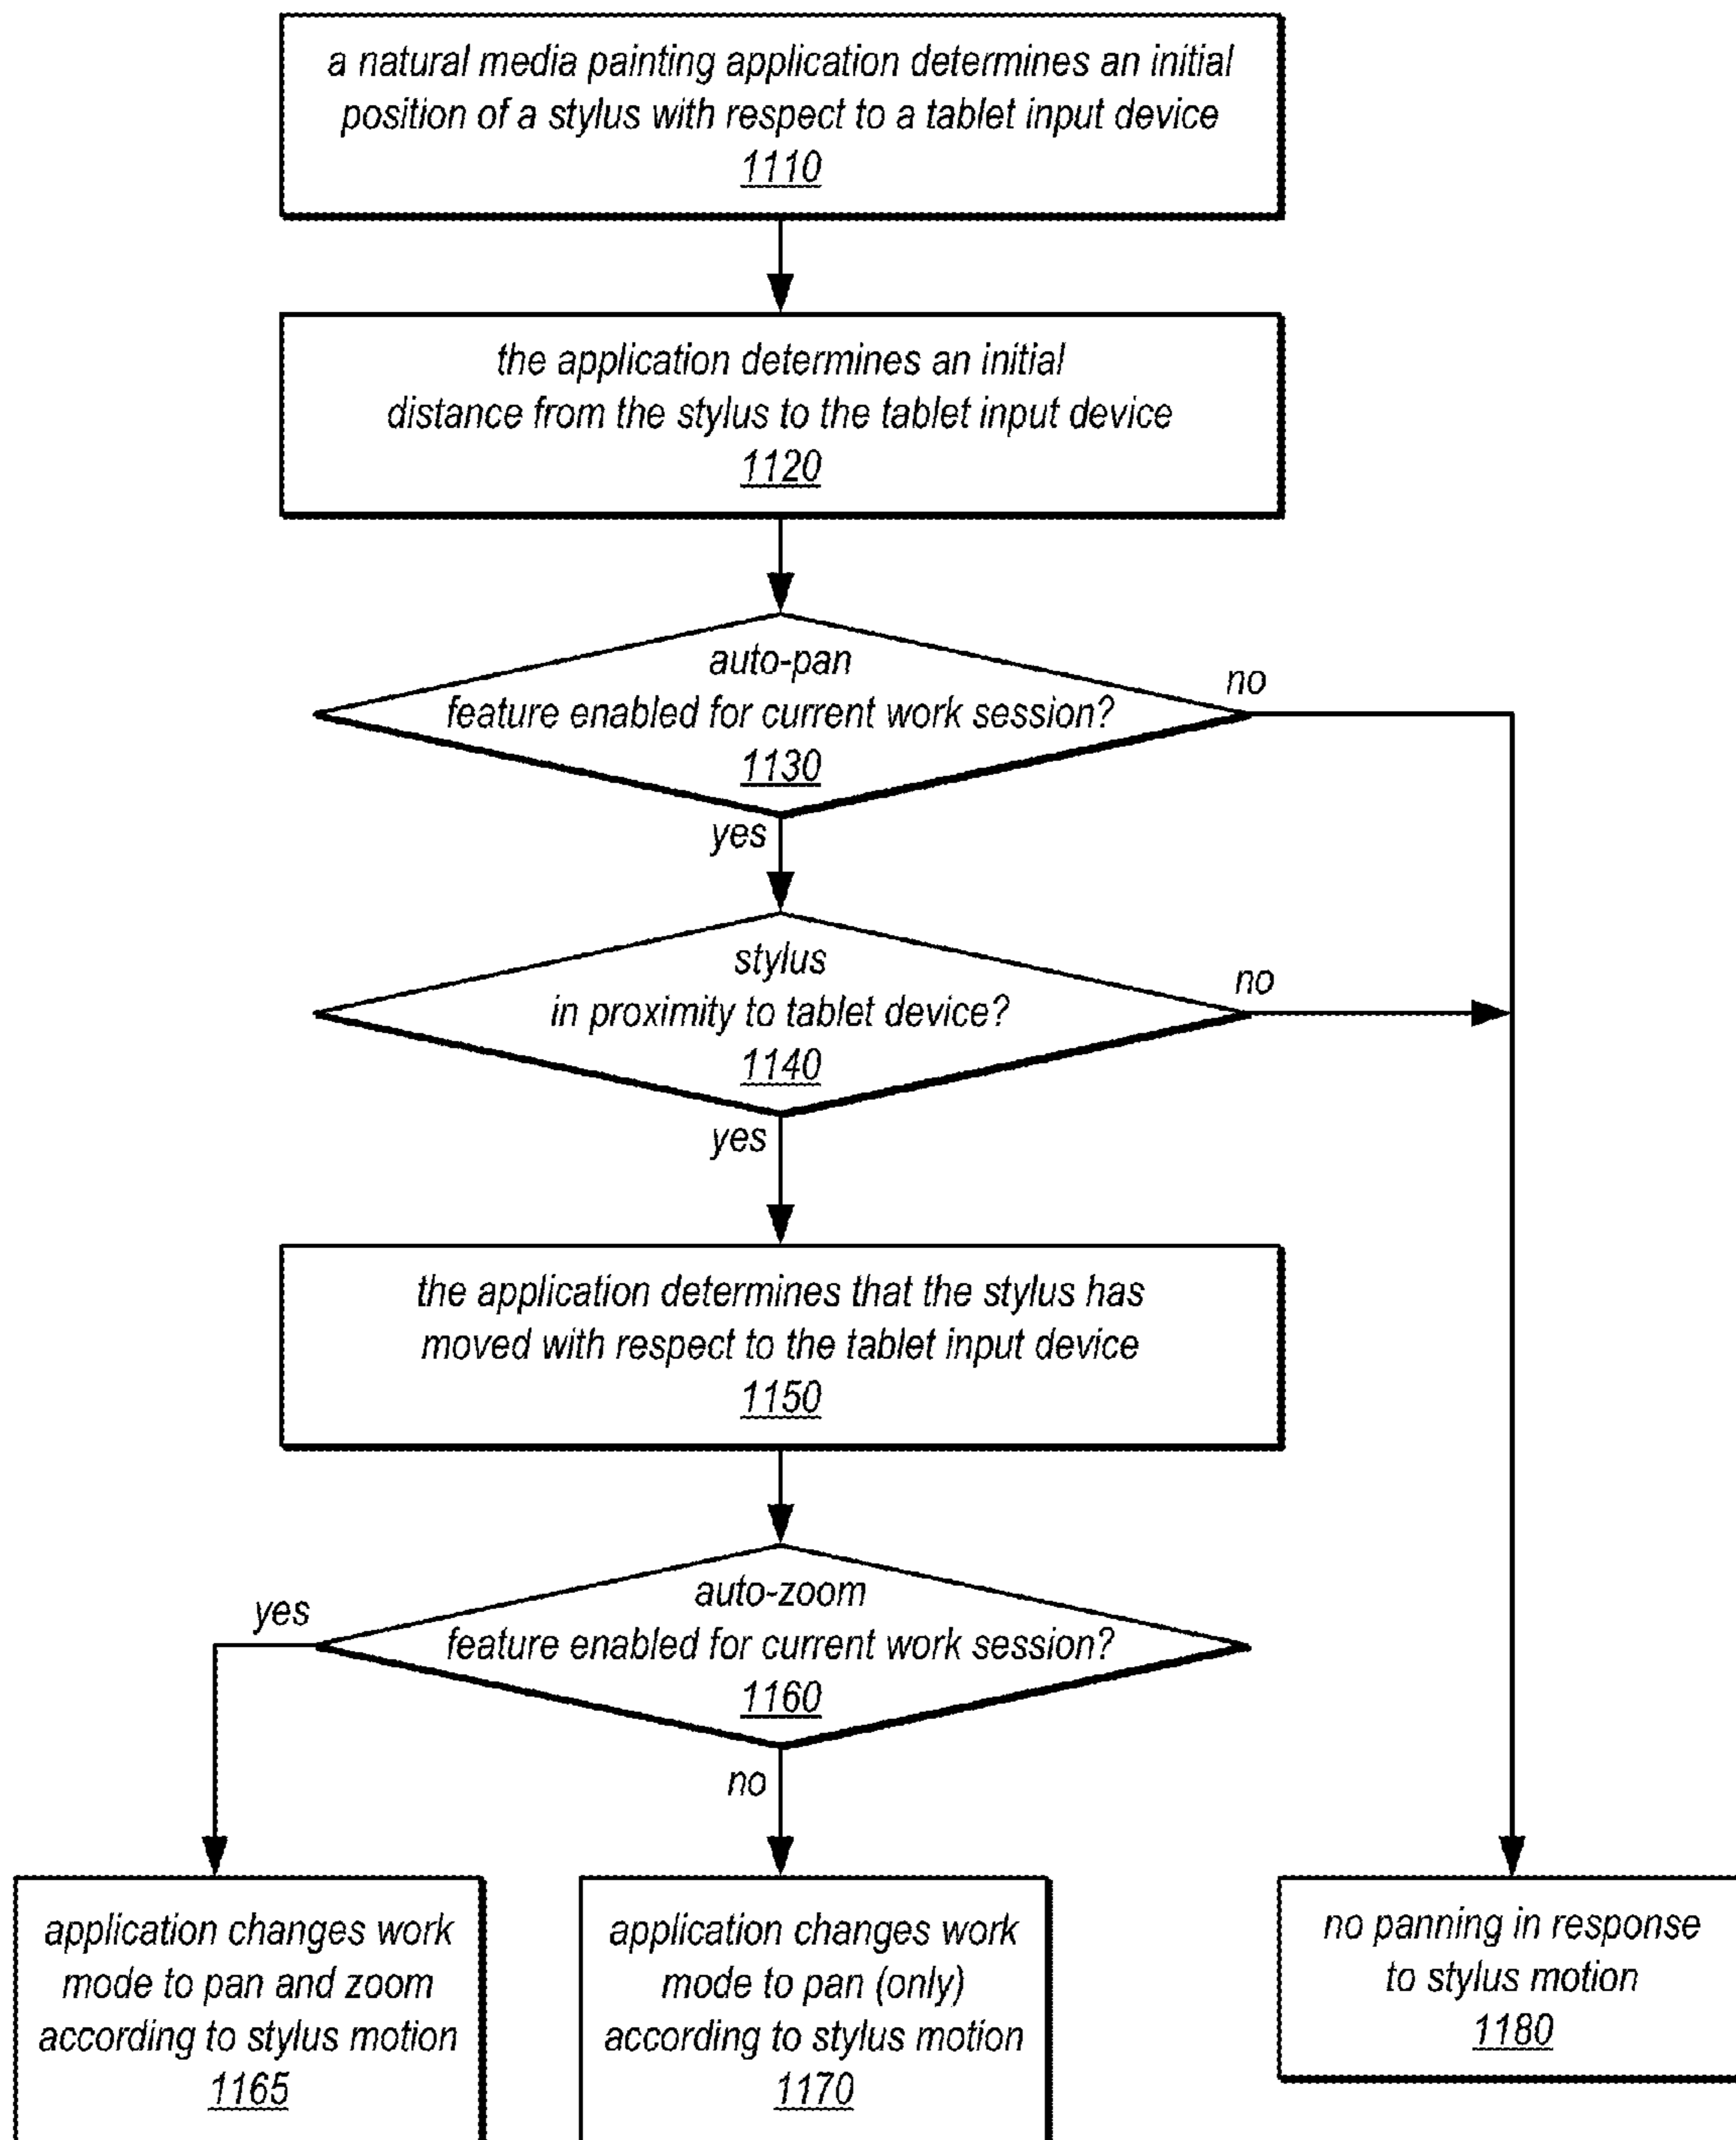 a natural media painting application determines an initial
position of a stylus with respect to a tablet input device
1110
the application determines an initial
distance from the stylus to the tablet input device
1120
auto-pan
feature enabled for current work session?
1130
no
yes
stylus
in proximity to tablet device?
1140
no
yes
the application determines that the stylus has
moved with respect to the tablet input device
1150
auto-zoom
feature enabled for current work session?
1160
yes
no
application changes work
mode to pan and zoom
according to stylus motion
1165
application changes work
mode to pan (only)
according to stylus motion
1170
no panning in response
to stylus motion
1180